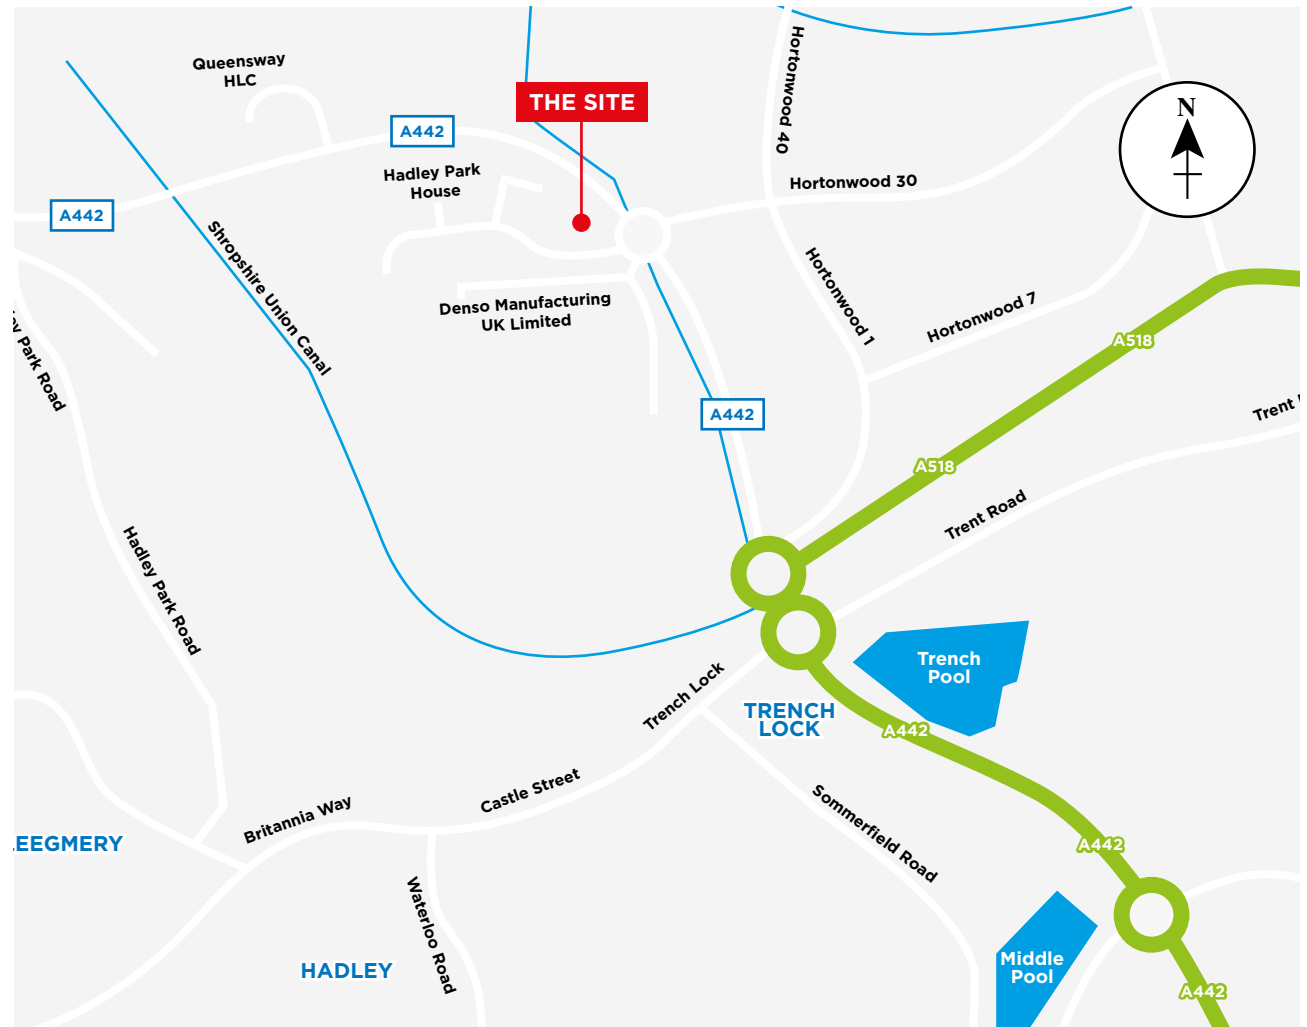 Queensway
HLC
THE SITE
A442
Hortonwood 40
N
Hadley Park
House
Hortonwood 30
A442
Shropshire Union Canal
Hortonwood 1
Denso Manufacturing
UK Limited
Hortonwood 7
A518
ey Park Road
A442
Trent
A518
Trent Road
Hadley Park Road
Trench
Pool
Trench Lock
TRENCH
LOCK
A442
Castle Street
Britannia Way
Sommerfield Road
EEGMERY
A442
Waterloo Road
HADLEY
Middle
Pool
A442